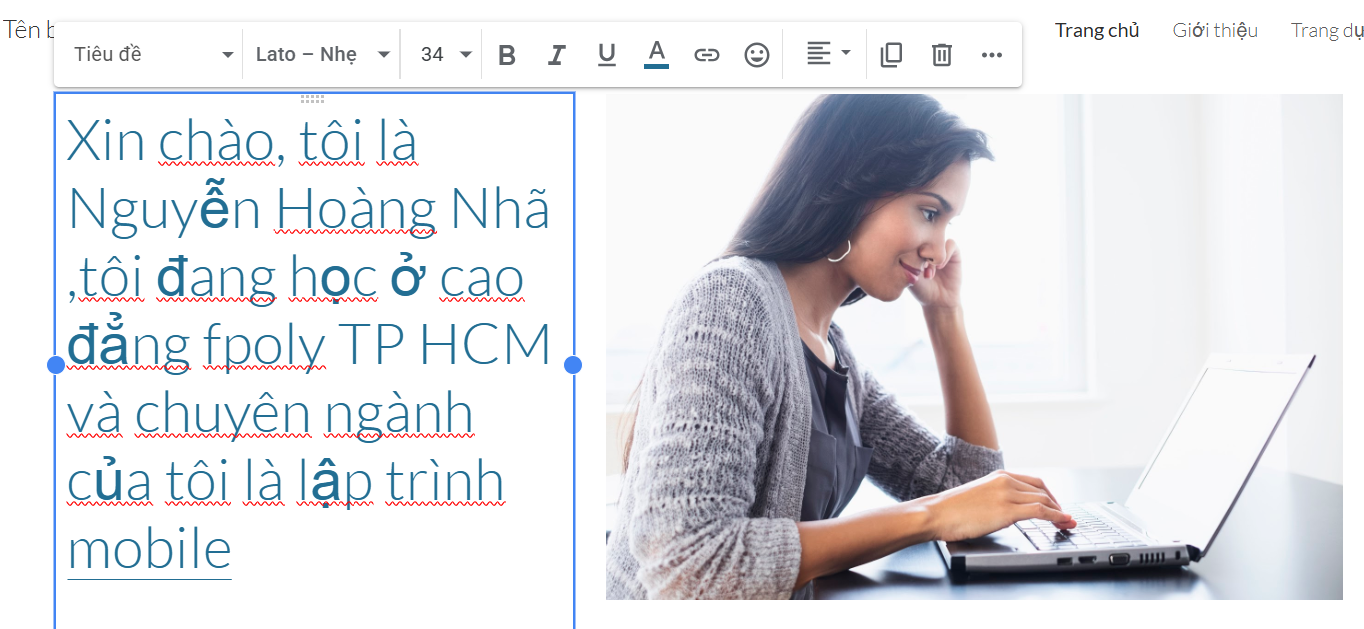 Tên b
Trang chủ Giới thiệu Trang dụ
Tiêu đề Lato – Nhẹ 34 B I U A
Xin chào, tôi là
Nguyễn Hoàng Nhã
,tôi đang học ở cao
đẳng fpoly TP HCM
và chuyên ngành
của tôi là lập trình
mobile